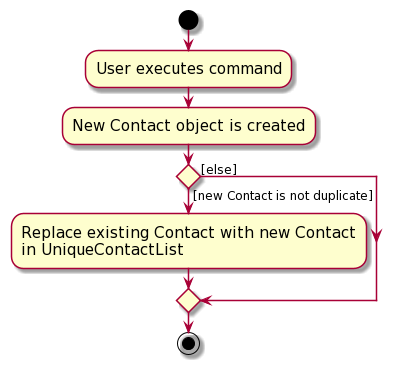 User executes command
New Contact object is created
[else]
[new Contact is not duplicate]
Replace existing Contact with new Contact
in UniqueContactList